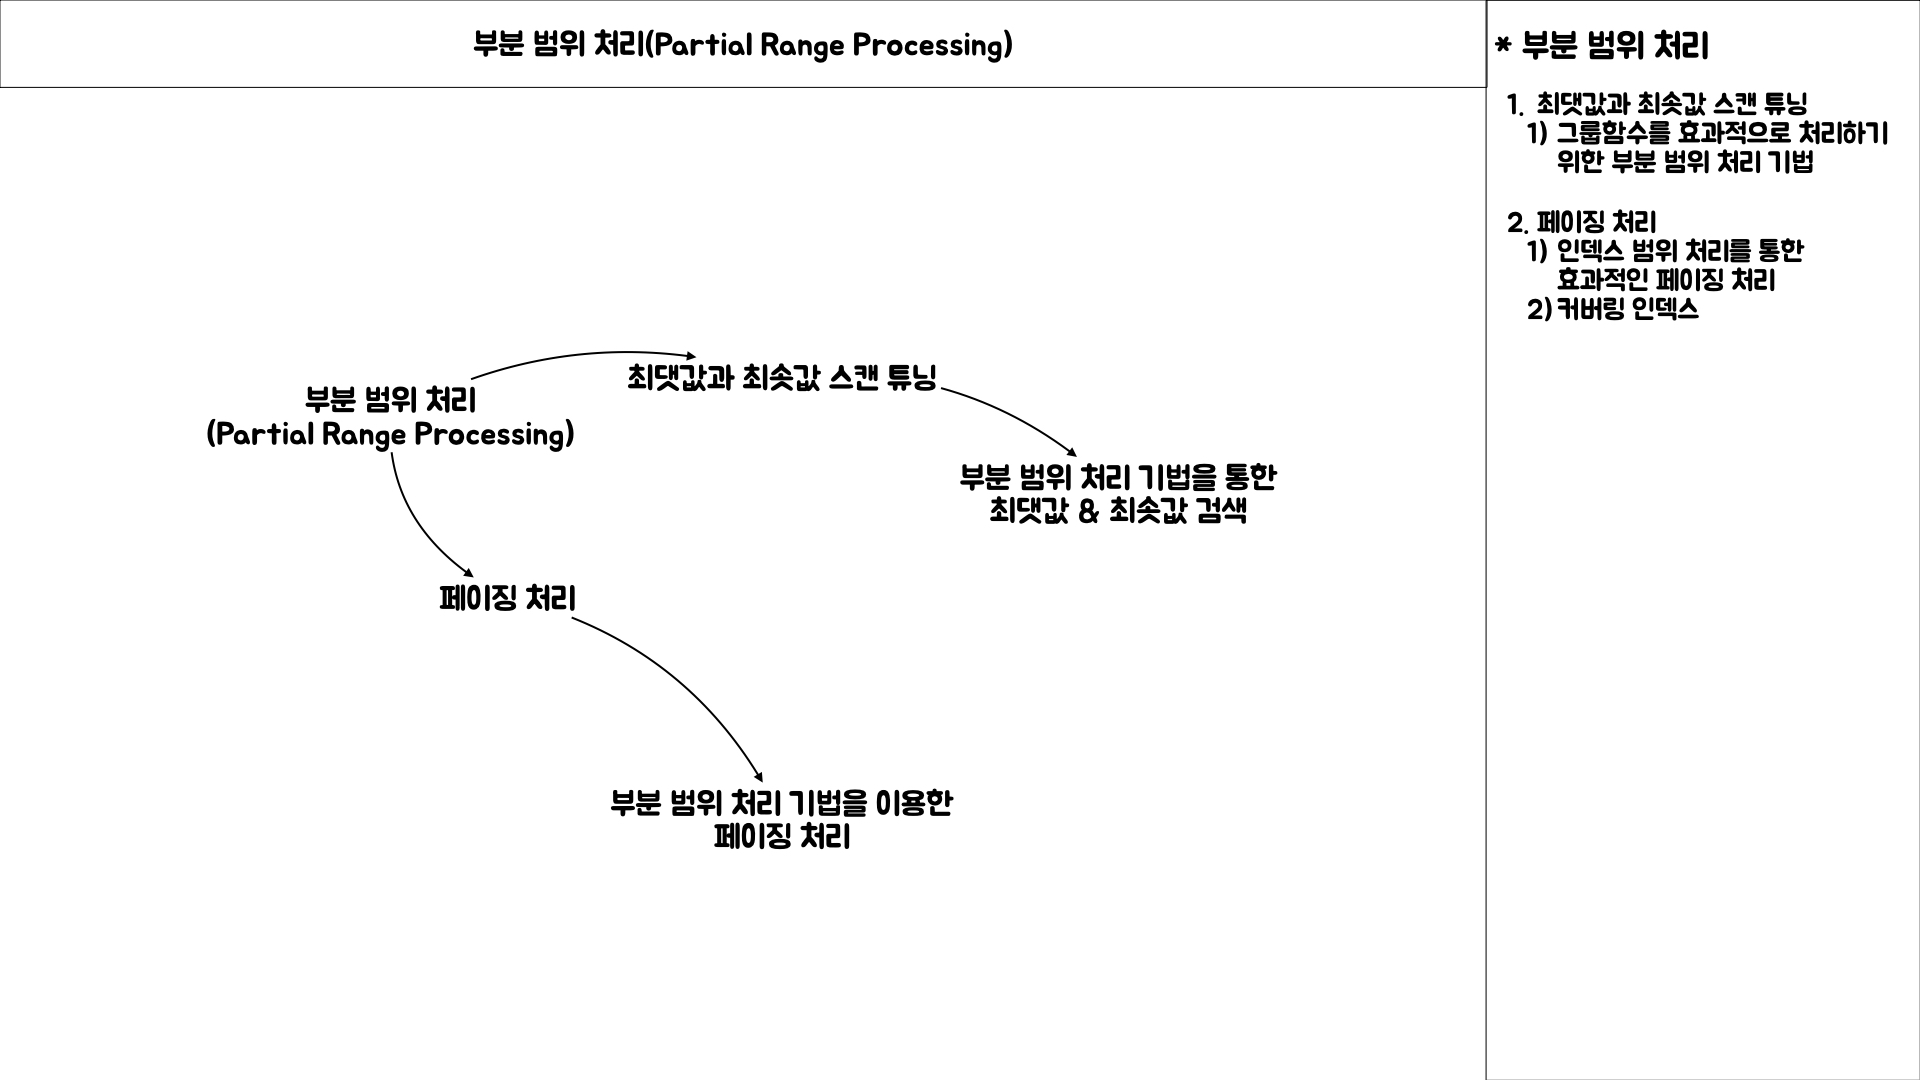 부분 범위 처리(Partial Range Processing)
* 부분 범위 처리
1. 최댓값과 최솟값 스캔 튜닝
1) 그룹함수를 효과적으로 처리하기
위한 부분 범위 처리 기법
2. 페이징 처리
1) 인덱스 범위 처리를 통한
효과적인 페이징 처리
2) 커버링 인덱스
부분 범위 처리
(Partial Range Processing)
최댓값과 최솟값 스캔 튜닝
부분 범위 처리 기법을 통한
최댓값 & 최솟값 검색
페이징 처리
부분 범위 처리 기법을 이용한
페이징 처리